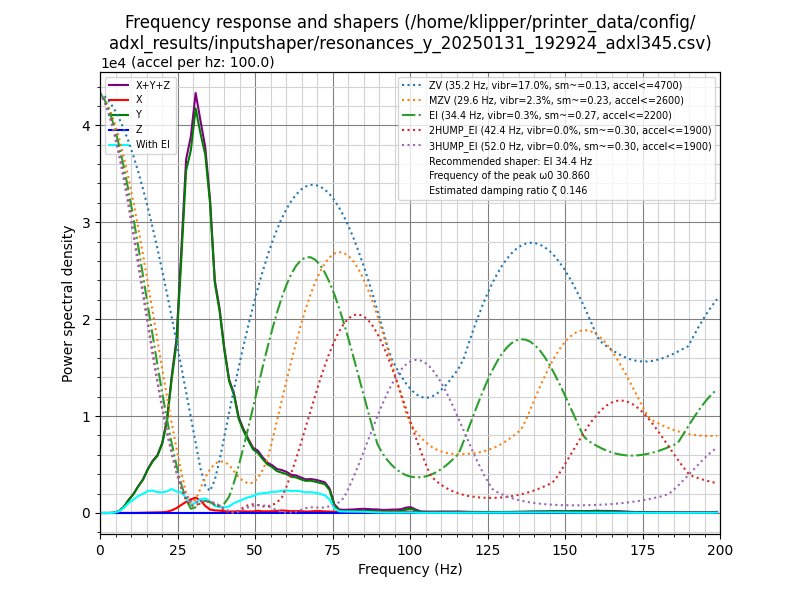 Frequency response and shapers (/home/klipper/printer_data/config/
adxl_results/inputshaper/resonances_y_20250131_192924_adxl345.csv)
1e4 (accel per hz: 100.0)
X+Y+Z
X
Y
Z
With EI
ZV (35.2 Hz, vibr=17.0%, sm~=0.13, accel<=4700)
MZV (29.6 Hz, vibr=2.3%, sm~=0.23, accel<=2600)
EI (34.4 Hz, vibr=0.3%, sm~=0.27, accel<=2200)
2HUMP_EI (42.4 Hz, vibr=0.0%, sm~=0.30, accel<=1900)
3HUMP_EI (52.0 Hz, vibr=0.0%, sm~=0.30, accel<=1900)
Recommended shaper: EI 34.4 Hz
Frequency of the peak ω0 30.860
Estimated damping ratio ζ 0.146
Power spectral density
4
3
2
1
0
0 25 50 75 100 125 150 175 200
Frequency (Hz)